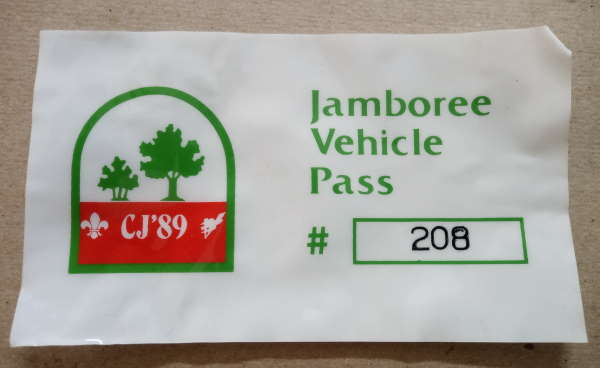 CJ'89
Jamboree
Vehicle
Pass
# 208